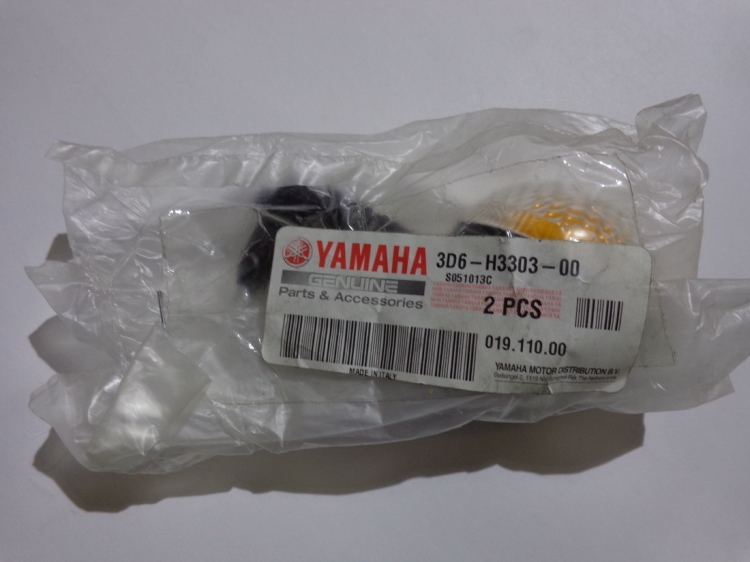 YAMAHA
GENUINE
Parts & Accessories
3D6-H3303-00
S051013C
2 PCS
019.110.00
MADE IN ITALY
YAMAHA MOTOR DISTRIBUTION B.V.